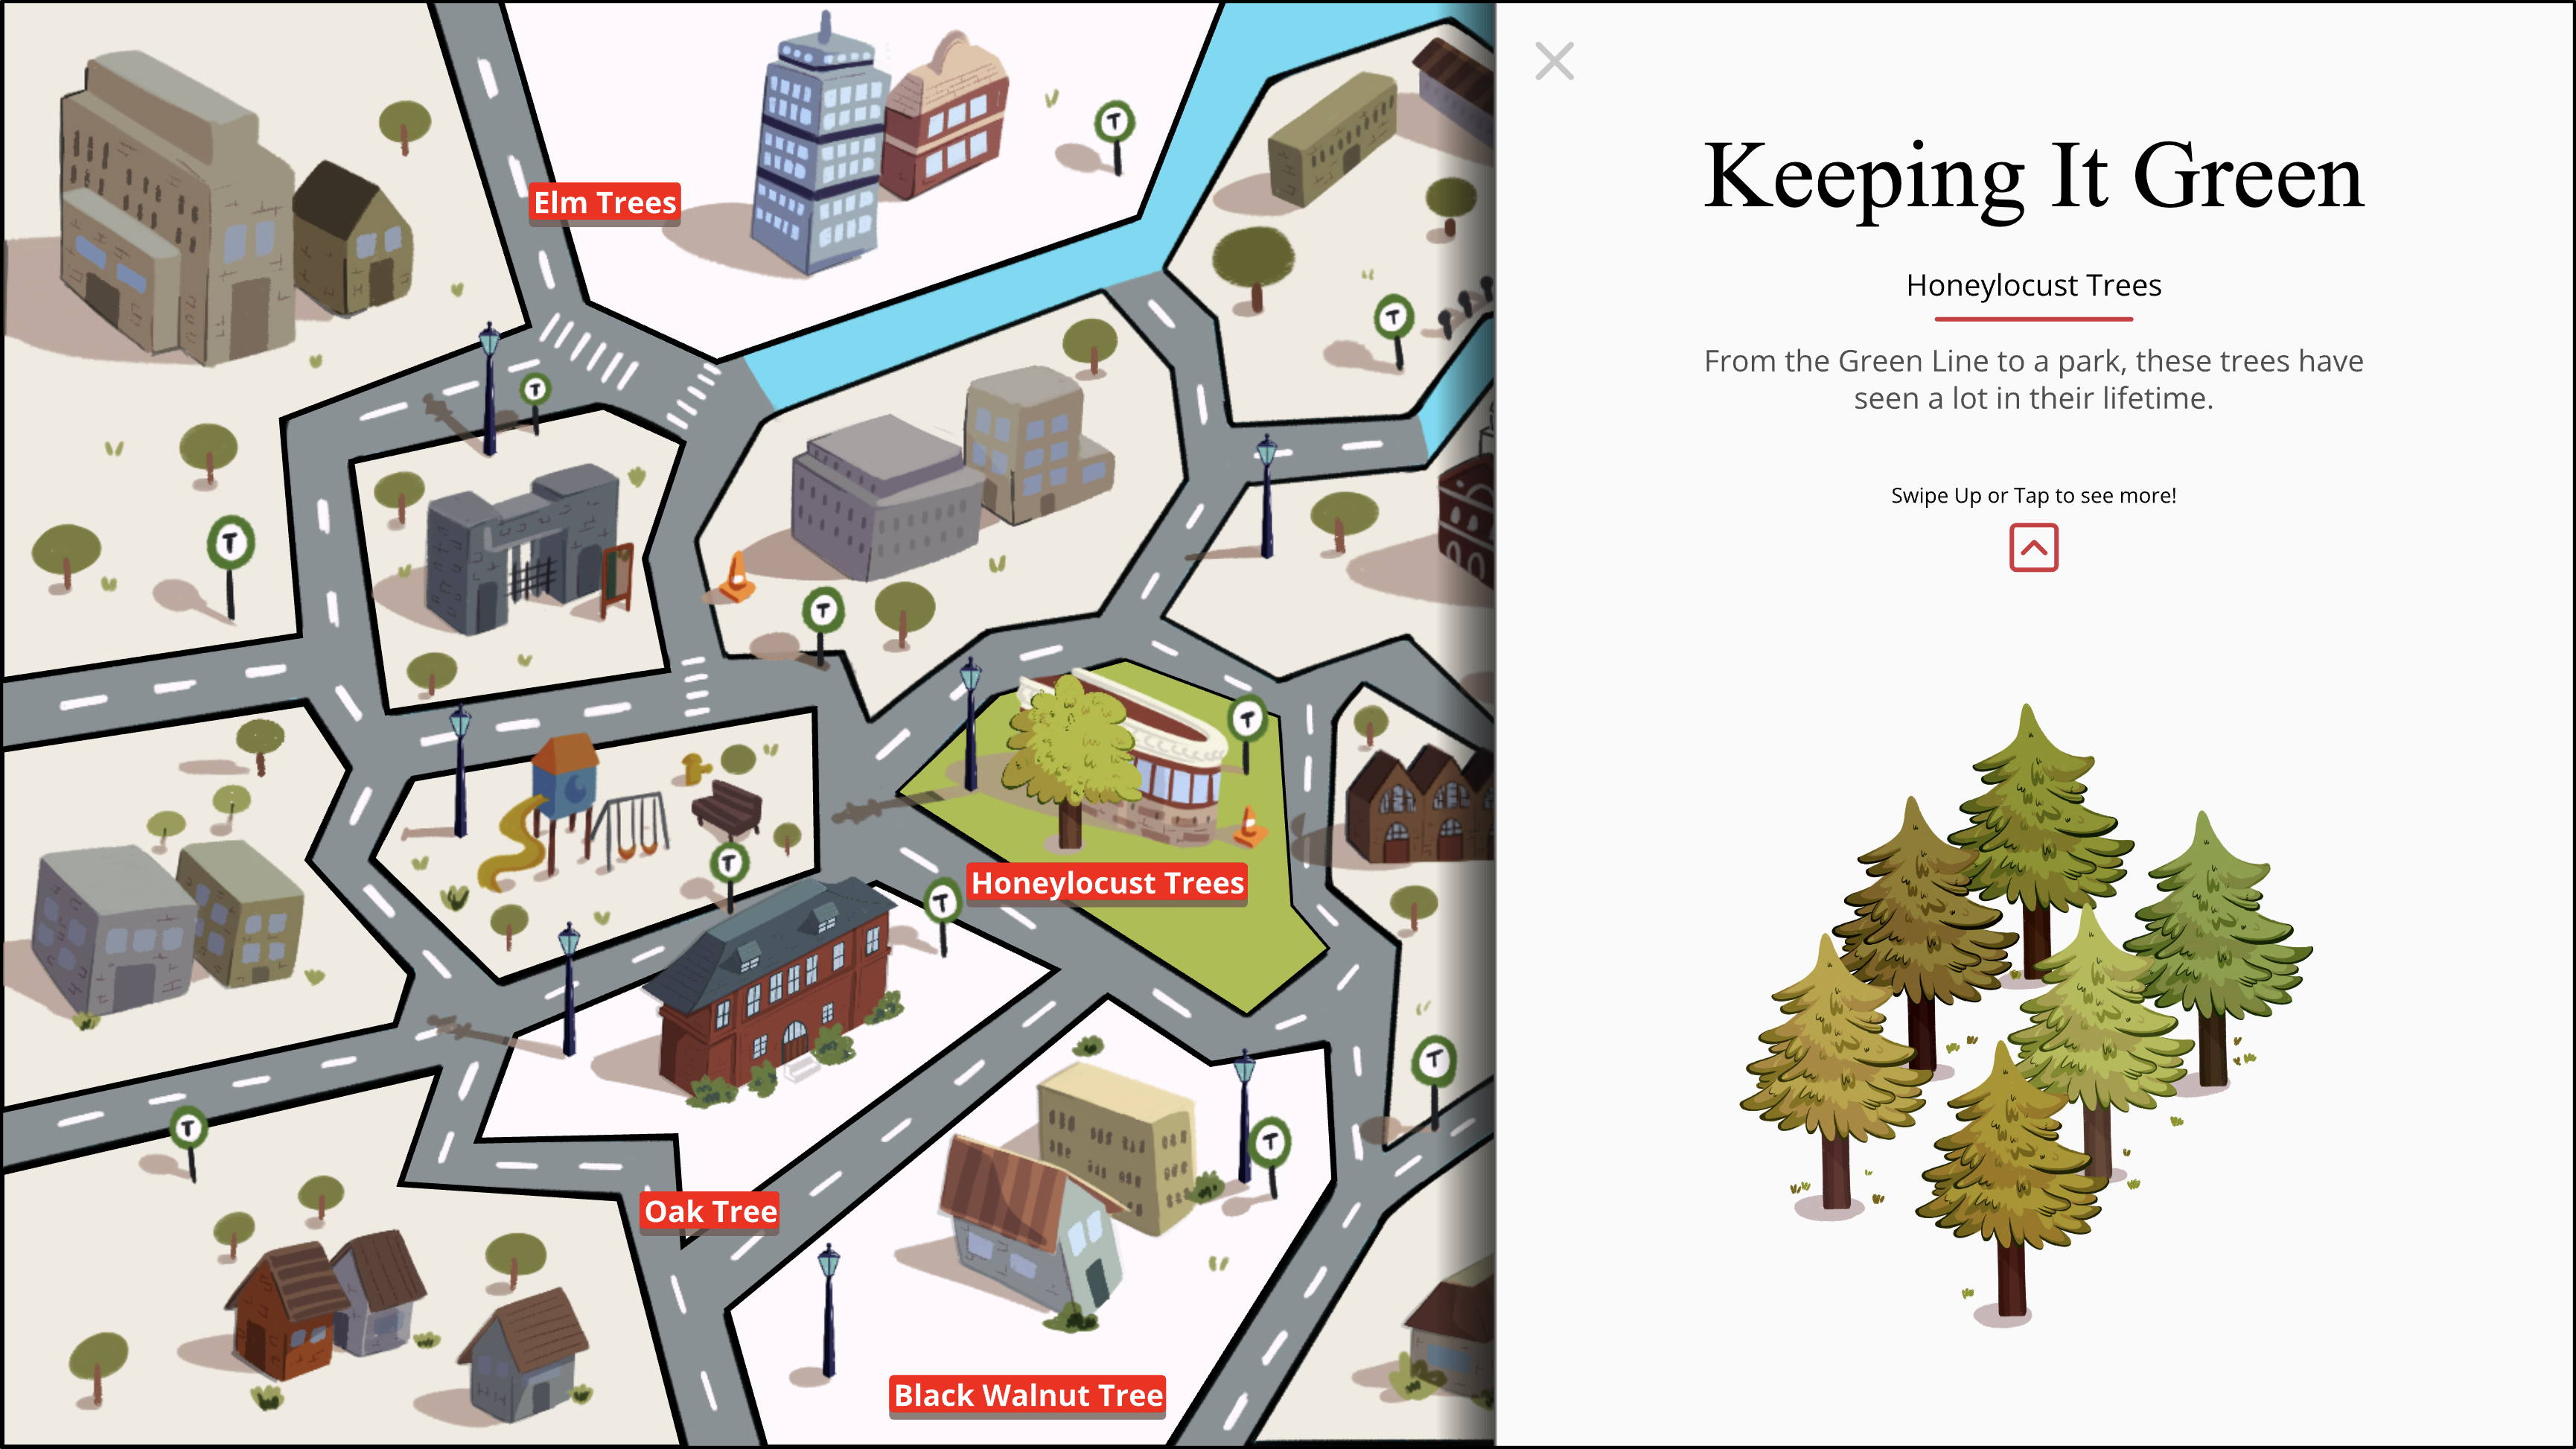 Elm Trees
T
T
T
T
T
T
T
T
T
Honeylocust Trees
T
T
T
T
Oak Tree
Black Walnut Tree
Keeping It Green
Honeylocust Trees
From the Green Line to a park, these trees have
seen a lot in their lifetime.
Swipe Up or Tap to see more!